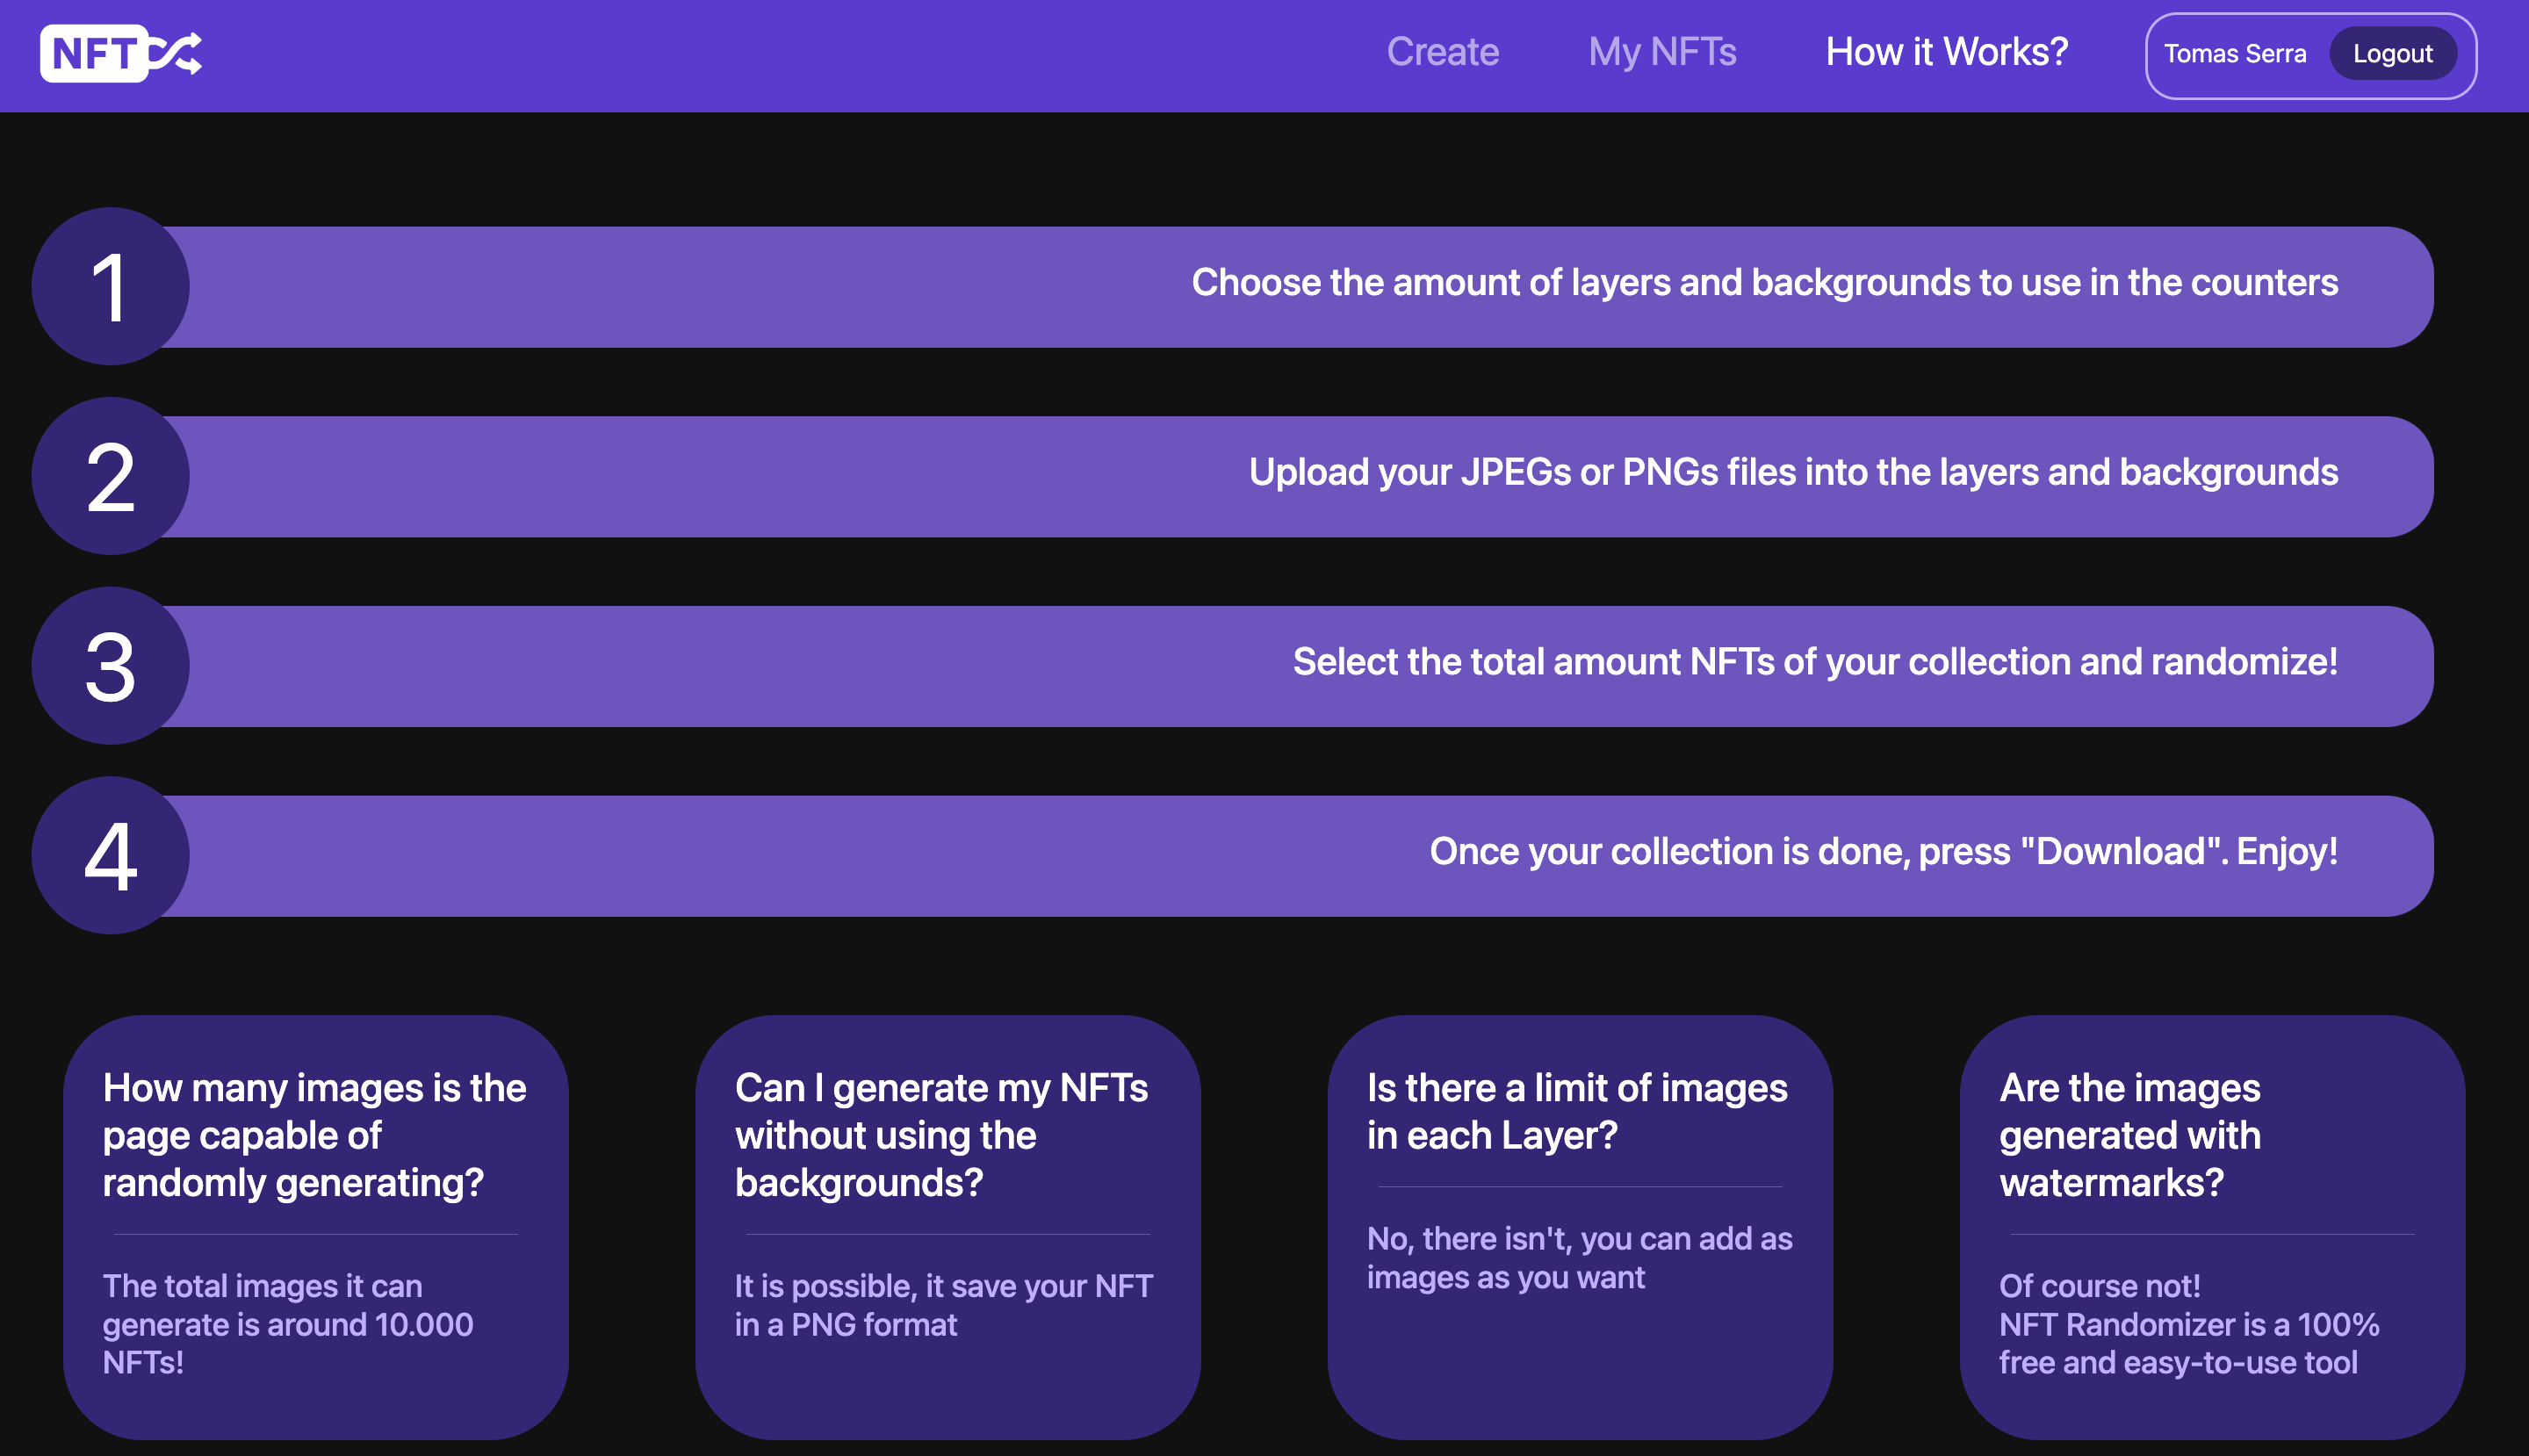 NFT
Create
My NFTs
How it Works?
Tomas Serra
Logout
1
Choose the amount of layers and backgrounds to use in the counters
2
Upload your JPEGs or PNGs files into the layers and backgrounds
3
Select the total amount NFTs of your collection and randomize!
4
Once your collection is done, press "Download". Enjoy!
How many images is the
page capable of
randomly generating?
The total images it can
generate is around 10.000
NFTs!
Can I generate my NFTs
without using the
backgrounds?
It is possible, it save your NFT
in a PNG format
Is there a limit of images
in each Layer?
No, there isn't, you can add as
images as you want
Are the images
generated with
watermarks?
Of course not!
NFT Randomizer is a 100%
free and easy-to-use tool